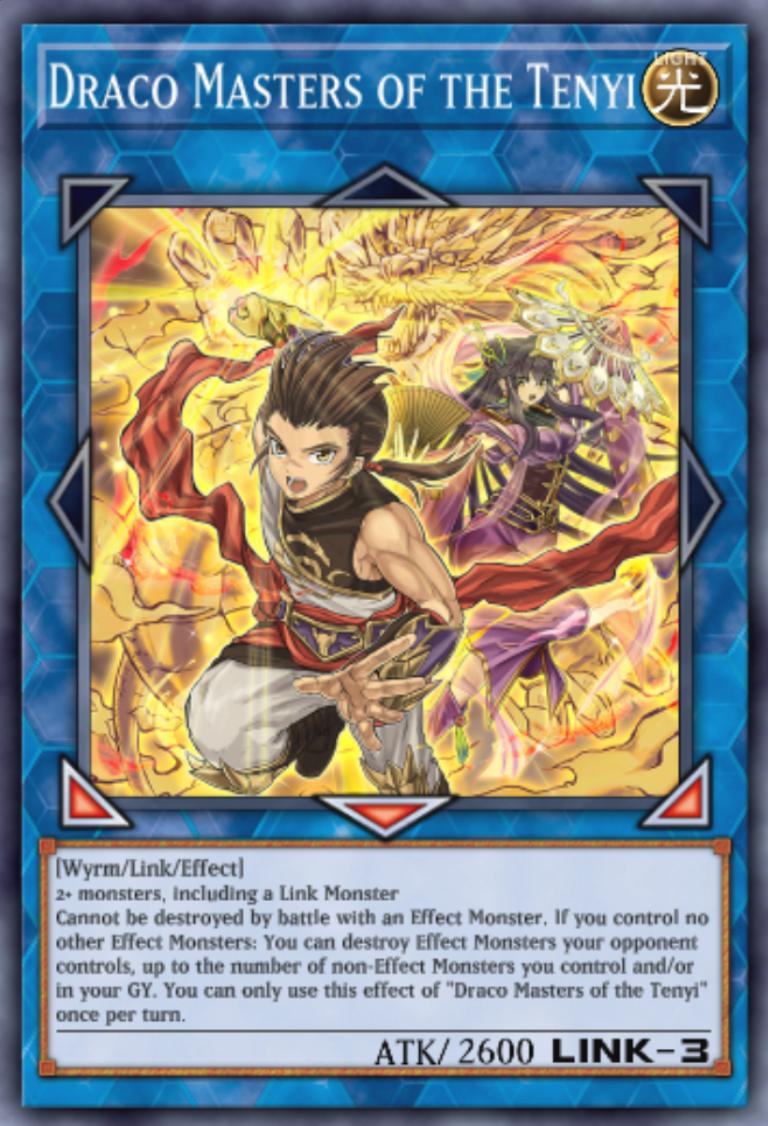 DRACO MASTERS OF THE TENYI
LIGHT
光
[Wyrm/Link/Effect]
2+ monsters, including a Link Monster
Cannot be destroyed by battle with an Effect Monster. If you control no
other Effect Monsters: You can destroy Effect Monsters your opponent
controls, up to the number of non-Effect Monsters you control and/or
in your GY. You can only use this effect of "Draco Masters of the Tenyi"
once per turn.
ATK/ 2600 LINK-3